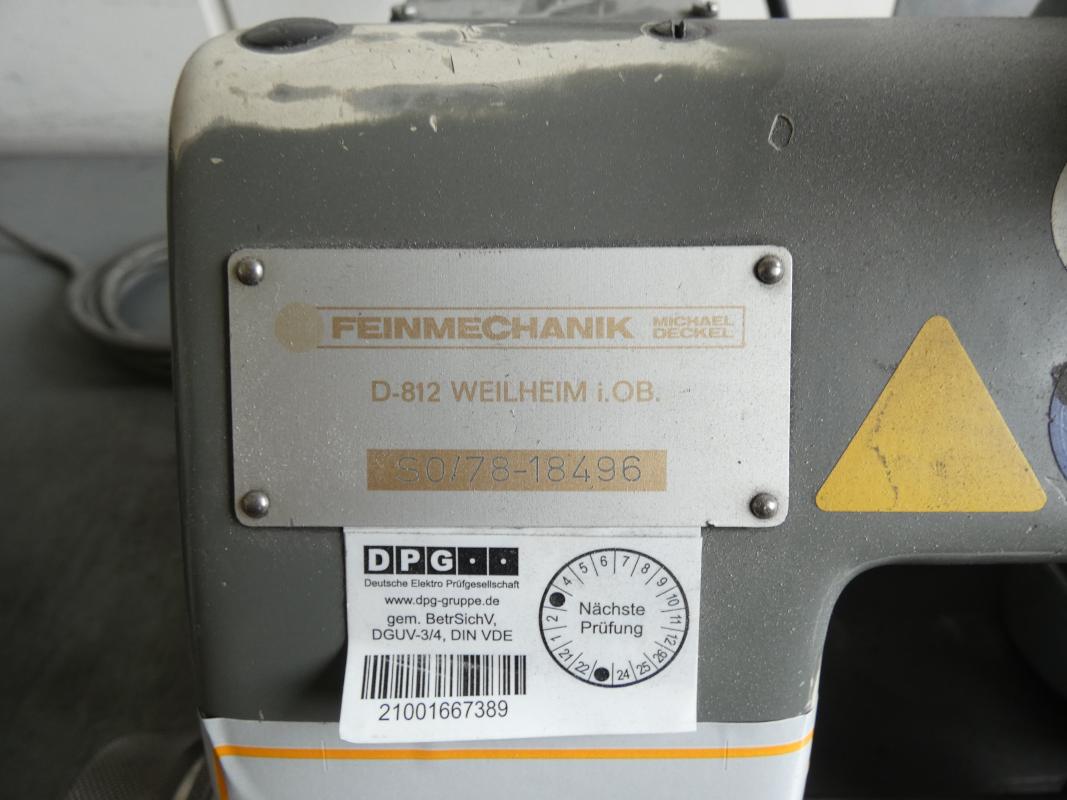 FEINMECHANIK MICHAEL DECKEL
D-812 WEILHEIM i.OB.
SO/78-18496
DPG
Deutsche Elektro Prüfgesellschaft
www.dpg-gruppe.de
gem. BetrSichV,
DGUV-3/4, DIN VDE
21001667389
Nächste
Prüfung
1 2 4 5 6 7 8 9 10 11 12
21 22 24 25 26